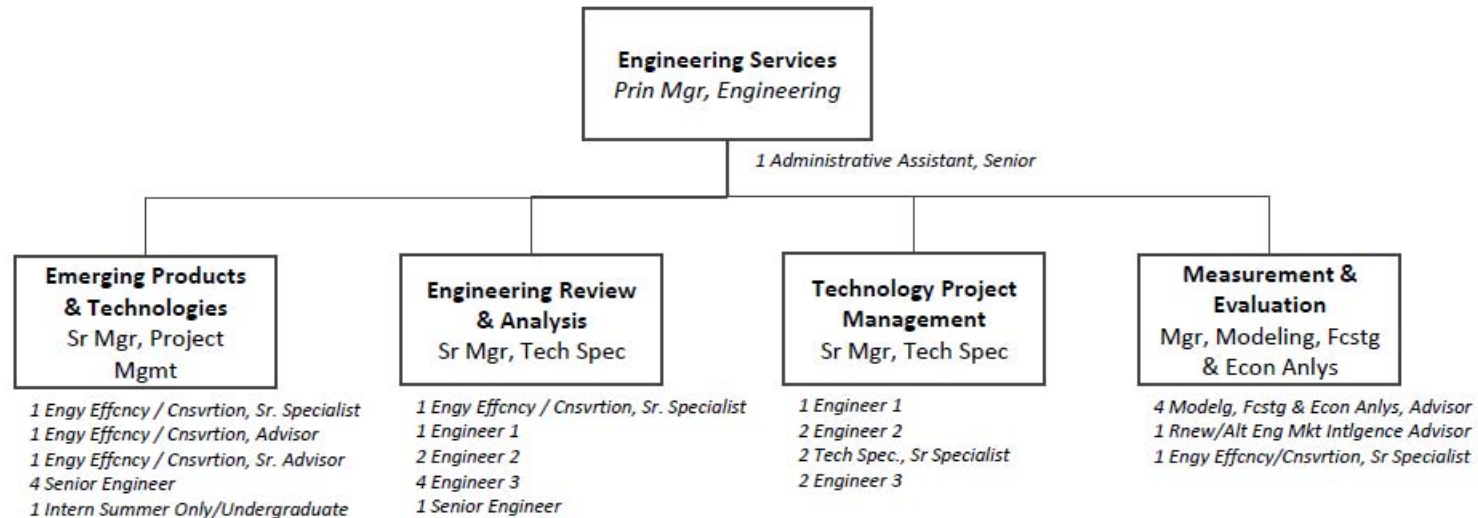 Engineering Services
Prin Mgr, Engineering
1 Administrative Assistant, Senior
Emerging Products
& Technologies
Sr Mgr, Project
Mgmt
1 Engy Effcncy / Cnsvrtion, Sr. Specialist
1 Engy Effcncy / Cnsvrtion, Advisor
1 Engy Effcncy / Cnsvrtion, Sr. Advisor
4 Senior Engineer
1 Intern Summer Only/Undergraduate
Engineering Review
& Analysis
Sr Mgr, Tech Spec
1 Engy Effcncy / Cnsvrtion, Sr. Specialist
1 Engineer 1
2 Engineer 2
4 Engineer 3
1 Senior Engineer
Technology Project
Management
Sr Mgr, Tech Spec
1 Engineer 1
2 Engineer 2
2 Tech Spec., Sr Specialist
2 Engineer 3
Measurement &
Evaluation
Mgr, Modeling, Fcstg
& Econ Anlys
4 Modelg, Fcstg & Econ Anlys, Advisor
1 Rnew/Alt Eng Mkt Intlgence Advisor
1 Engy Effcncy/Cnsvrtion, Sr Specialist